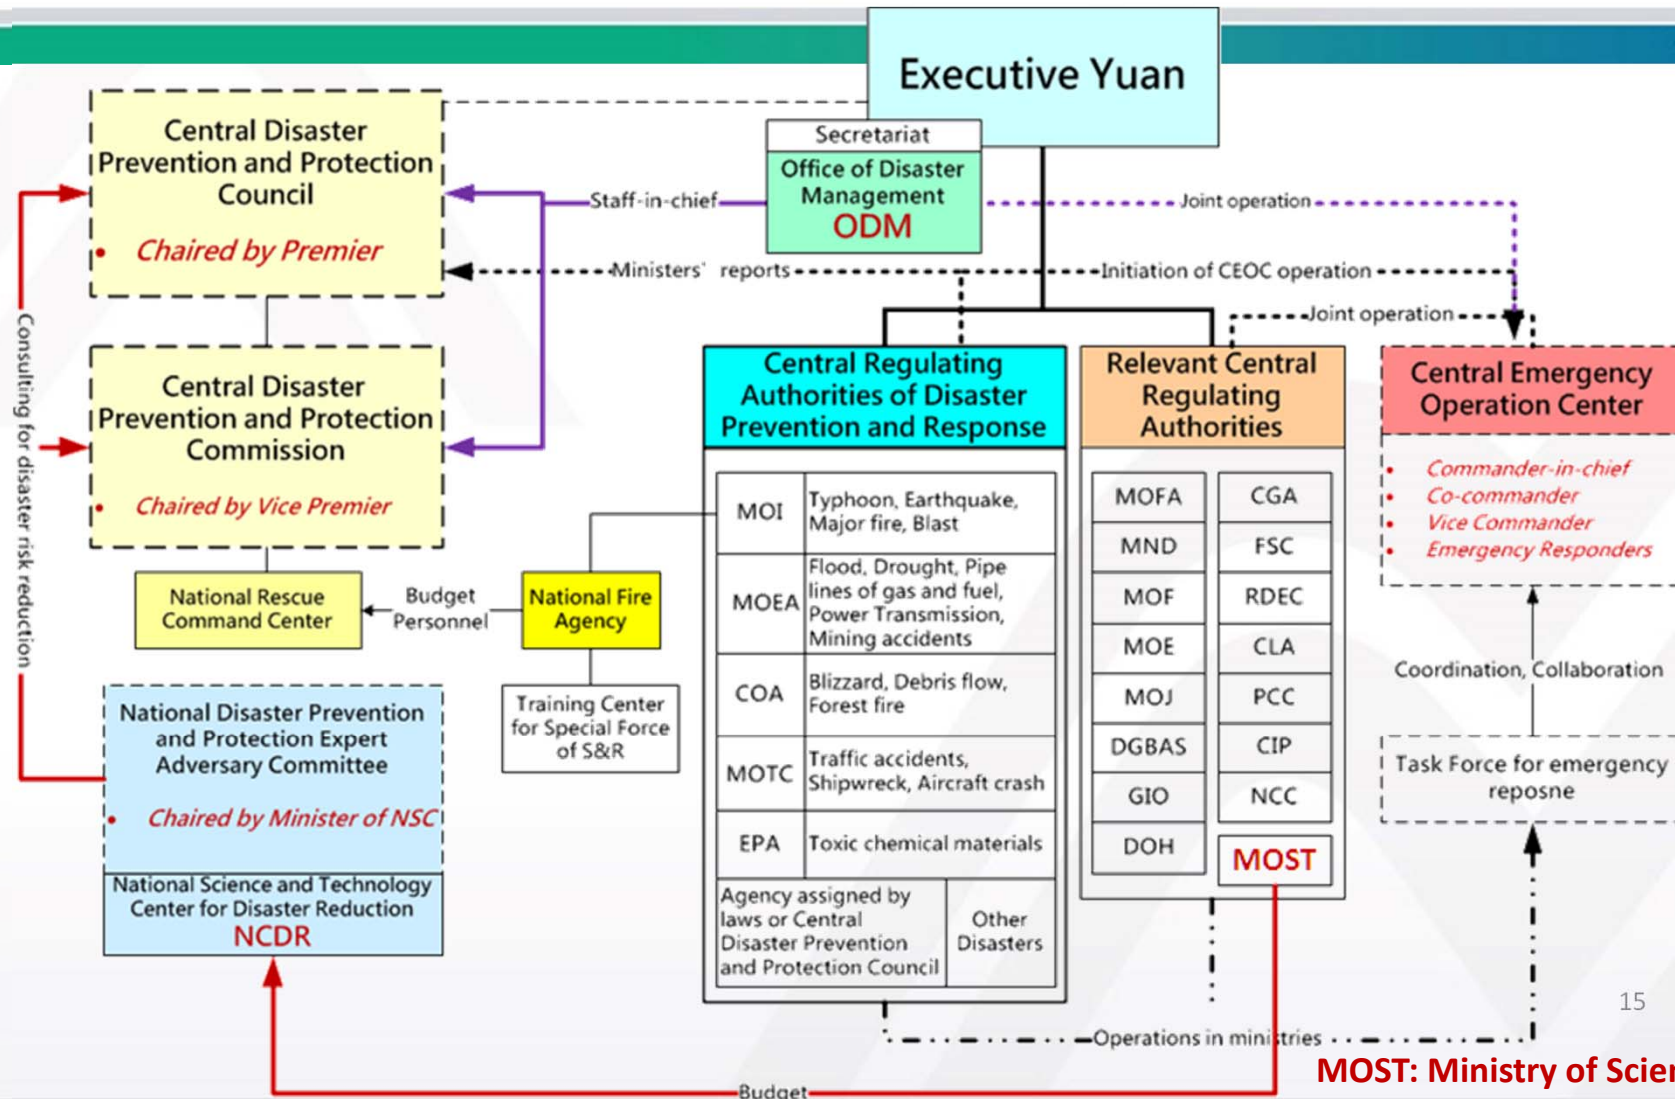 Executive Yuan
Secretariat
Office of Disaster
Management
ODM
Central Disaster
Prevention and Protection
Council
• Chaired by Premier
Staff-in-chief
Joint operation
Ministers' reports
Initiation of CEOC operation
Joint operation
Consulting for disaster risk reduction
Central Disaster
Prevention and Protection
Commission
• Chaired by Vice Premier
National Rescue
Command Center
Budget
Personnel
National Fire
Agency
Training Center
for Special Force
of S&R
National Disaster Prevention
and Protection Expert
Adversary Committee
• Chaired by Minister of NSC
National Science and Technology
Center for Disaster Reduction
NCDR
Central Regulating
Authorities of Disaster
Prevention and Response
MOI
Typhoon, Earthquake,
Major fire, Blast
MOEA
Flood, Drought, Pipe
lines of gas and fuel,
Power Transmission,
Mining accidents
COA
Blizzard, Debris flow,
Forest fire
MOTC
Traffic accidents,
Shipwreck, Aircraft crash
EPA
Toxic chemical materials
Agency assigned by
laws or Central
Disaster Prevention
and Protection Council
Other
Disasters
Relevant Central
Regulating
Authorities
MOFA
CGA
MND
FSC
MOF
RDEC
MOE
CLA
MOJ
PCC
DGBAS
CIP
GIO
NCC
DOH
MOST
Central Emergency
Operation Center
• Commander-in-chief
• Co-commander
• Vice Commander
• Emergency Responders
Coordination, Collaboration
Task Force for emergency
reposne
15
Operations in ministries
MOST: Ministry of Scien
Budget